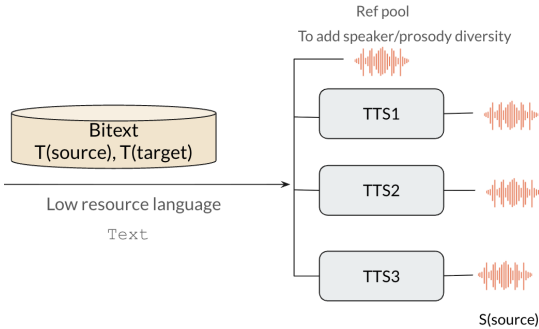 Ref pool
To add speaker/prosody diversity
TTS1
Bitext
T(source), T(target)
TTS2
Low resource language
Text
TTS3
S(source)